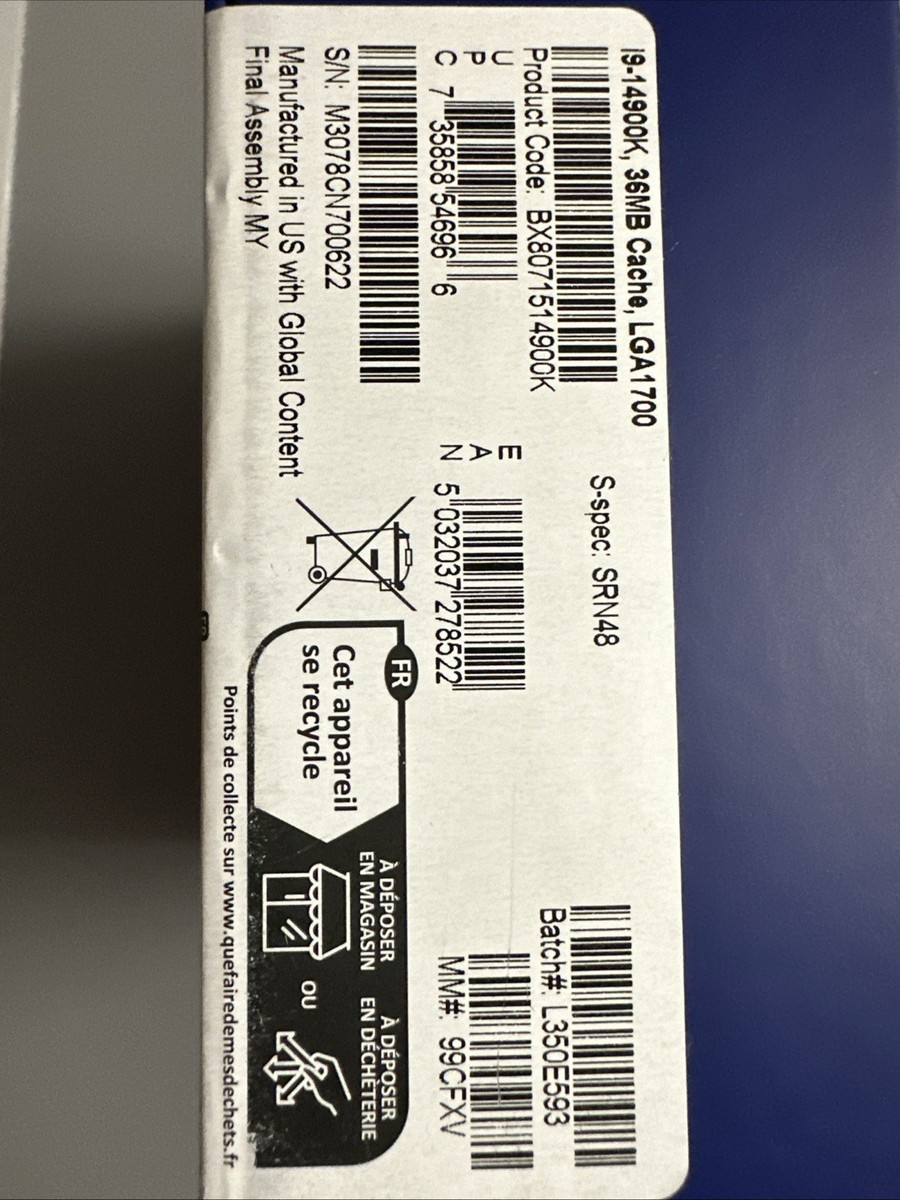 i9-14900K, 36MB Cache, LGA1700
S-spec: SRN48
Product Code: BX8071514900K
Batch#: L350E593
U
P
C
7 35858 54696 6
E
A
N
5 032037 278522
MM#: 99CFXV
S/N: M3078CN700622
Manufactured in US with Global Content
Final Assembly MY
FR
Cet appareil
se recycle
À DÉPOSER
EN MAGASIN
OU
À DÉPOSER
EN DÉCHÈTERIE
Points de collecte sur www.quefairedemesdechets.fr